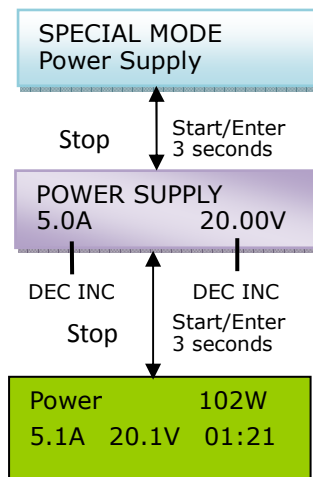 SPECIAL MODE
Power Supply
Stop
Start/Enter
3 seconds
POWER SUPPLY
5.0A 20.00V
DEC INC DEC INC
Stop
Start/Enter
3 seconds
Power 102W
5.1A 20.1V 01:21